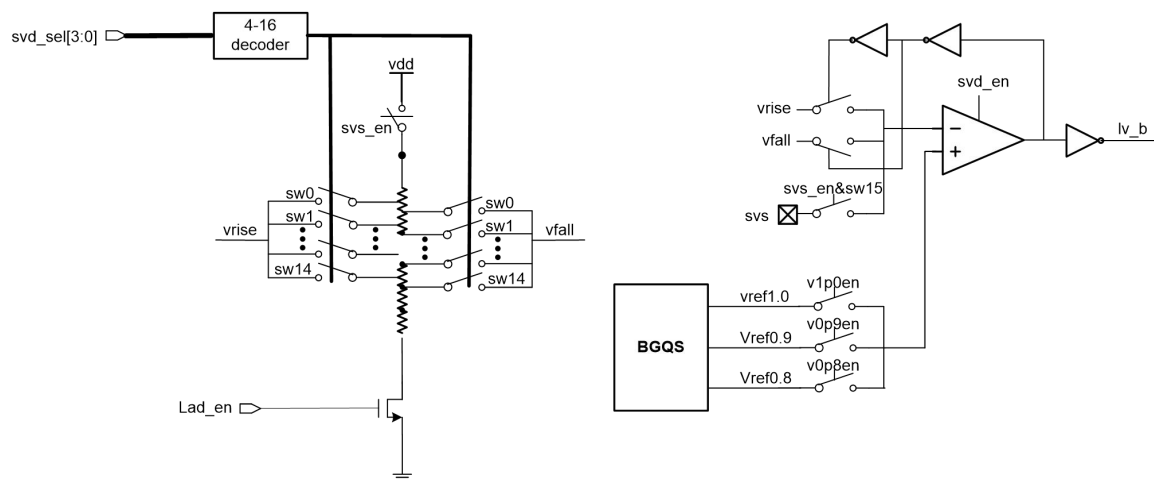 svd_sel[3:0]
4-16
decoder
vdd
svs_en
sw0
sw1
sw14
vrise
sw0
sw1
sw14
vfall
Lad_en
vrise
vfall
svs_en&sw15
svs
svd_en
lv_b
BGQS
vref1.0
v1p0en
Vref0.9
v0p9en
Vref0.8
v0p8en